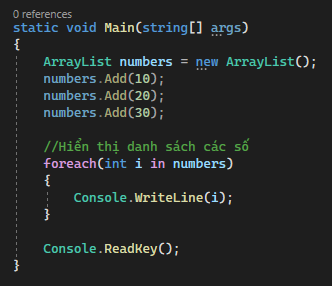 0 references
static void Main(string[] args)
{
ArrayList numbers = new ArrayList();
numbers.Add(10);
numbers.Add(20);
numbers.Add(30);
//Hiển thị danh sách các số
foreach(int i in numbers)
{
Console.WriteLine(i);
}
Console.ReadKey();
}